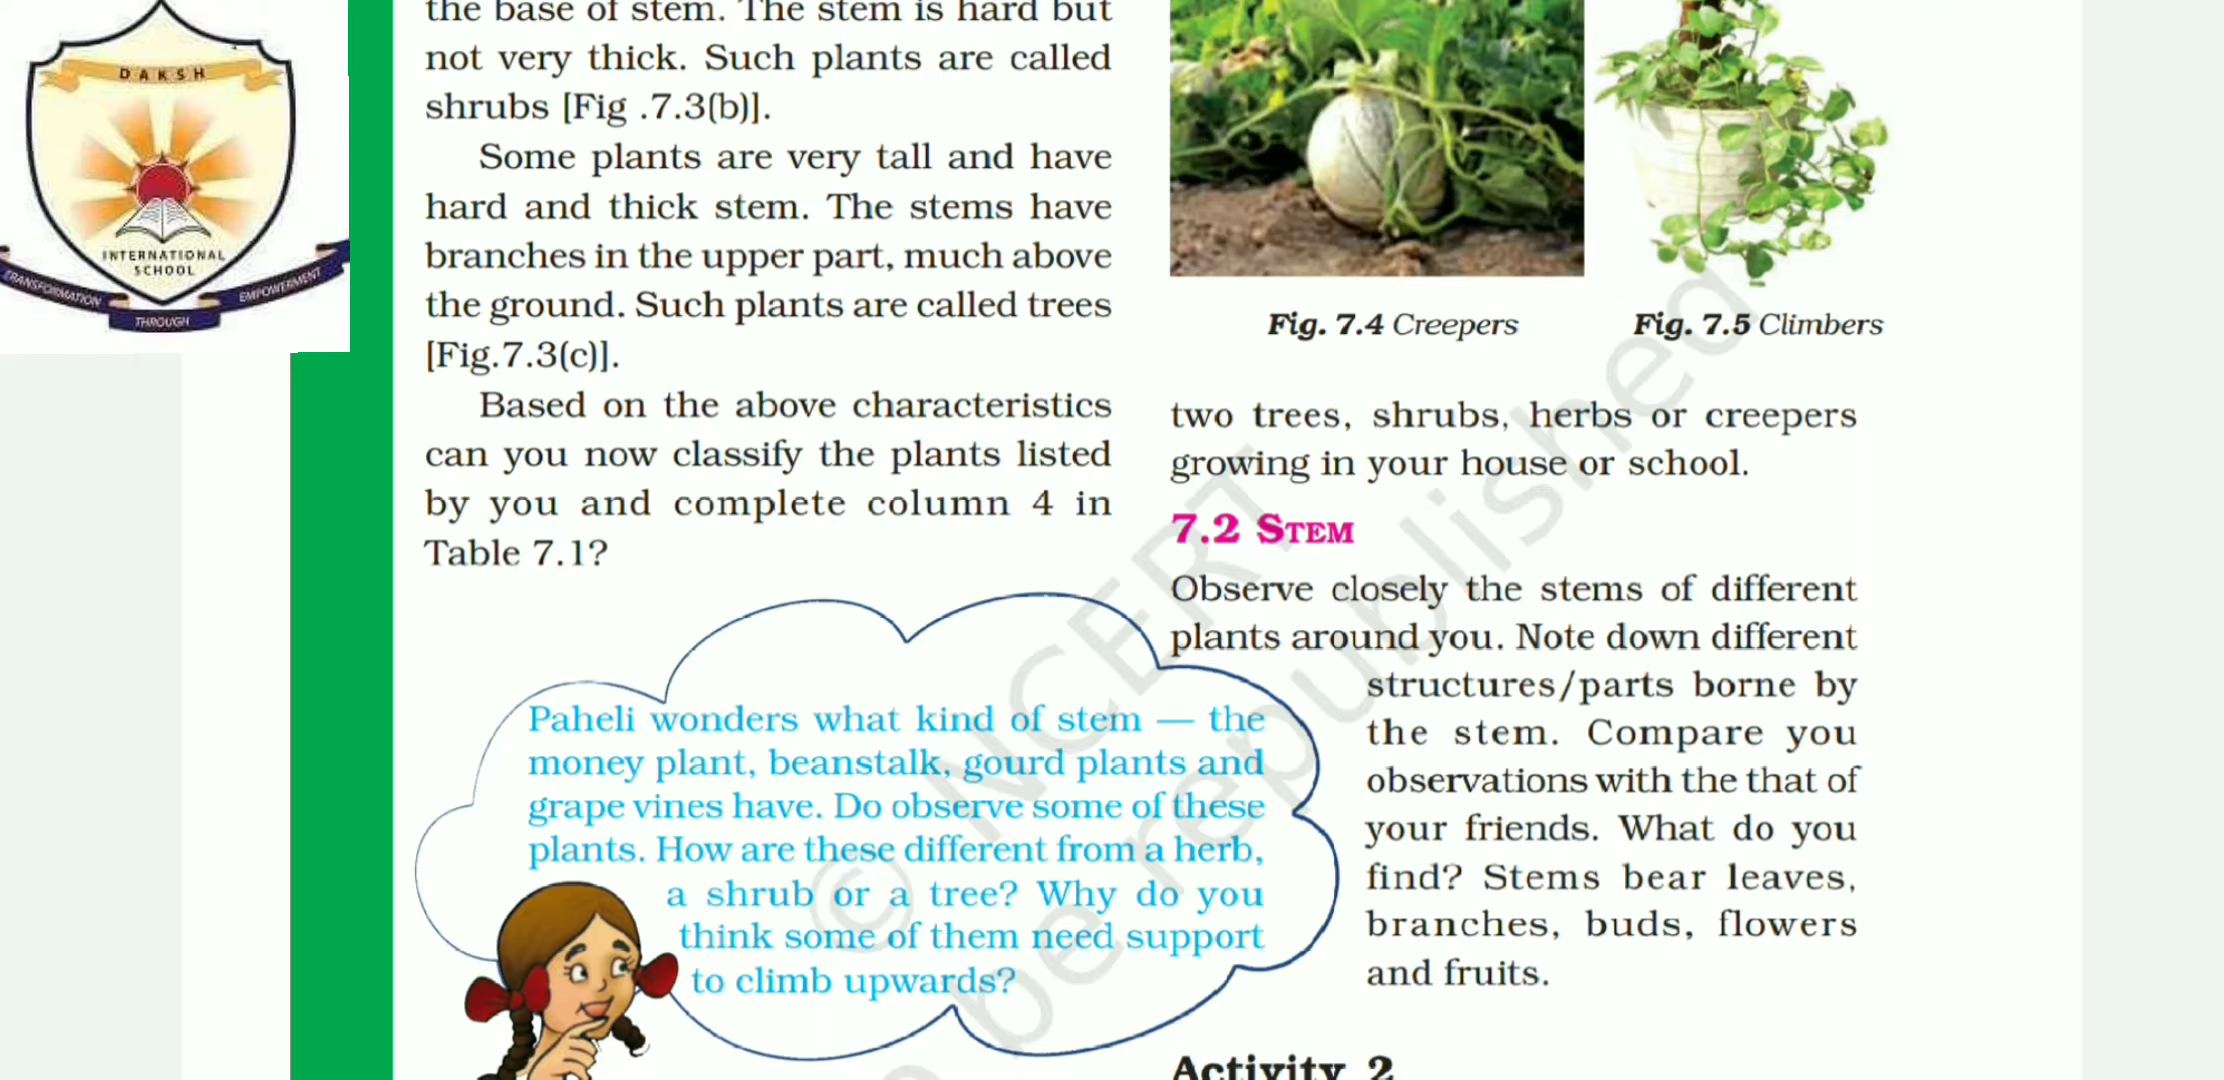 DAKSH
INTERNATIONAL
SCHOOL
TRANSFORMATION
THROUGH
EMPOWERMENT
the base of stem. The stem is hard but
not very thick. Such plants are called
shrubs [Fig .7.3(b)].
Some plants are very tall and have
hard and thick stem. The stems have
branches in the upper part, much above
the ground. Such plants are called trees
[Fig.7.3(c)].
Based on the above characteristics
can you now classify the plants listed
by you and complete column 4 in
Table 7.1?
Paheli wonders what kind of stem — the
money plant, beanstalk, gourd plants and
grape vines have. Do observe some of these
plants. How are these different from a herb,
a shrub or a tree? Why do you
think some of them need support
to climb upwards?
Fig. 7.4 Creepers
Fig. 7.5 Climbers
two trees, shrubs, herbs or creepers
growing in your house or school.
7.2 STEM
Observe closely the stems of different
plants around you. Note down different
structures/parts borne by
the stem. Compare you
observations with the that of
your friends. What do you
find? Stems bear leaves,
branches, buds, flowers
and fruits.
Activity 2
© NCERT
be republished